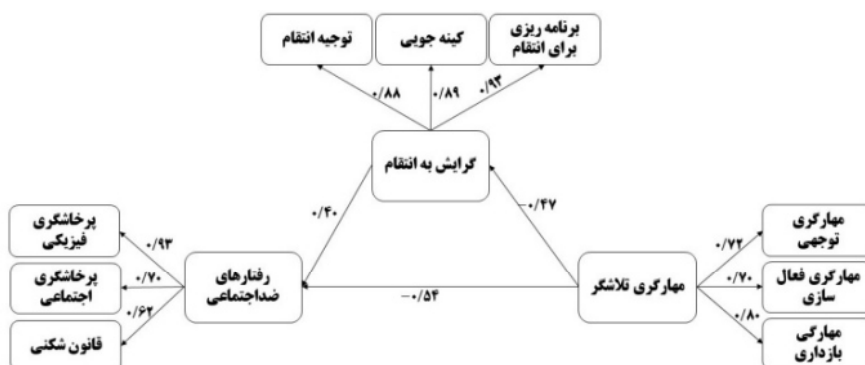 برنامه ریزی
برای انتقام
کینه جویی
توجیه انتقام
۰/۹۳
۰/۸۹
۰/۸۸
گرایش به انتقام
-۰/۴۷
۰/۴۰
مهارگری
توجهی
۰/۷۲
مهارگری فعال
سازی
۰/۷۰
مهارگی
بازداری
۰/۸۰
مهارگری تلاشگر
-۰/۵۴
رفتارهای
ضداجتماعی
پرخاشگری
فیزیکی
۰/۹۳
پرخاشگری
اجتماعی
۰/۷۰
قانون شکنی
۰/۶۲